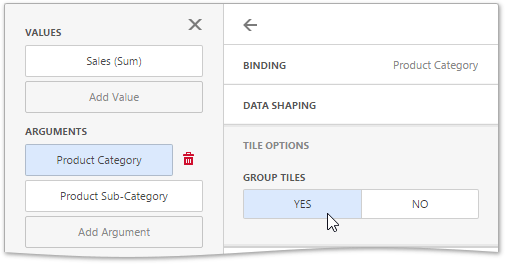 VALUES
Sales (Sum)
Add Value
ARGUMENTS
Product Category
Product Sub-Category
Add Argument
BINDING Product Category
DATA SHAPING
TILE OPTIONS
GROUP TILES
YES NO